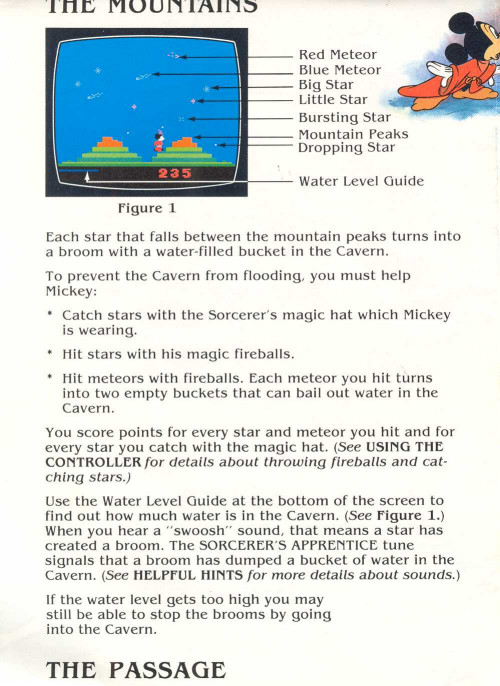 THE MOUNTAINS
Red Meteor
Blue Meteor
Big Star
Little Star
Bursting Star
Mountain Peaks
Dropping Star
Water Level Guide
235
Figure 1
Each star that falls between the mountain peaks turns into
a broom with a water-filled bucket in the Cavern.
To prevent the Cavern from flooding, you must help
Mickey:
* Catch stars with the Sorcerer's magic hat which Mickey
is wearing.
* Hit stars with his magic fireballs.
* Hit meteors with fireballs. Each meteor you hit turns
into two empty buckets that can bail out water in the
Cavern.
You score points for every star and meteor you hit and for
every star you catch with the magic hat. (See USING THE
CONTROLLER for details about throwing fireballs and cat-
ching stars.)
Use the Water Level Guide at the bottom of the screen to
find out how much water is in the Cavern. (See Figure 1.)
When you hear a "swoosh" sound, that means a star has
created a broom. The SORCERER'S APPRENTICE tune
signals that a broom has dumped a bucket of water in the
Cavern. (See HELPFUL HINTS for more details about sounds.)
If the water level gets too high you may
still be able to stop the brooms by going
into the Cavern.
THE PASSAGE